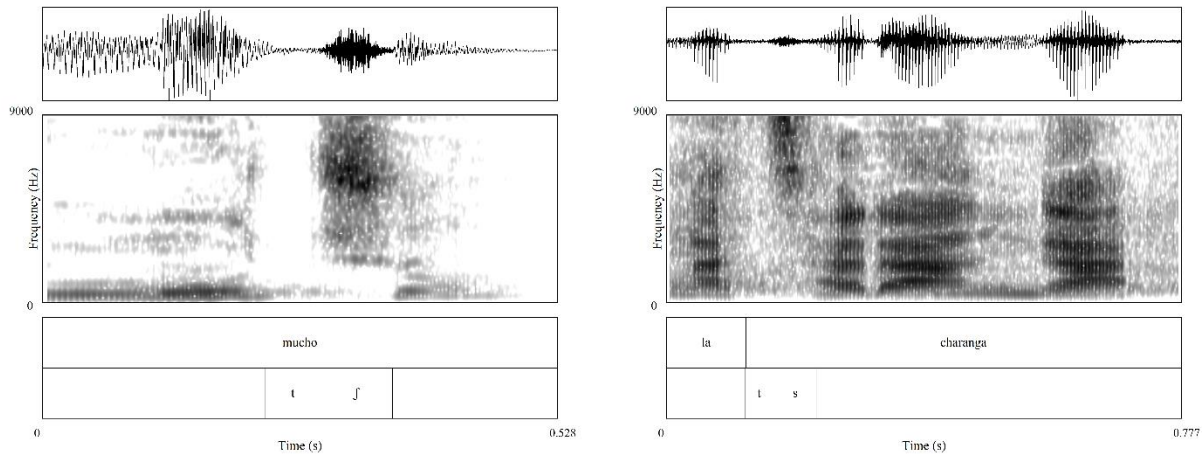 9000
Frequency (Hz)
0
mucho
t ʃ
0 0.528
Time (s)
9000
Frequency (Hz)
0
la charanga
t s
0 0.777
Time (s)